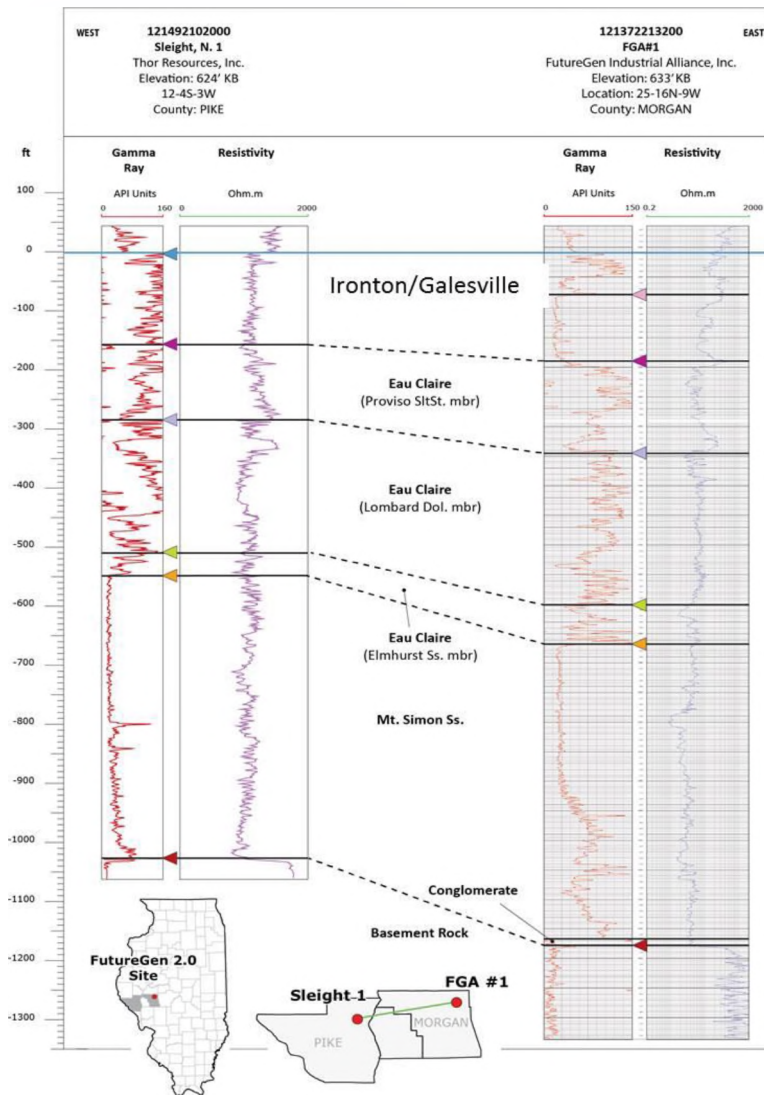 WEST
121492102000
Sleight, N. 1
Thor Resources, Inc.
Elevation: 624' KB
12-4S-3W
County: PIKE
121372213200
EAST
FGA#1
FutureGen Industrial Alliance, Inc.
Elevation: 633' KB
Location: 25-16N-9W
County: MORGAN
ft
Gamma
Ray
Resistivity
API Units
0 160
Ohm.m
0 2000
Gamma
Ray
Resistivity
API Units
0 150
Ohm.m
0.2 2000
100
0
-100
-200
-300
-400
-500
-600
-700
-800
-900
-1000
-1100
-1200
-1300
Ironton/Galesville
Eau Claire
(Proviso SltSt. mbr)
Eau Claire
(Lombard Dol. mbr)
Eau Claire
(Elmhurst Ss. mbr)
Mt. Simon Ss.
Conglomerate
Basement Rock
FutureGen 2.0
Site
Sleight 1
FGA #1
PIKE
MORGAN